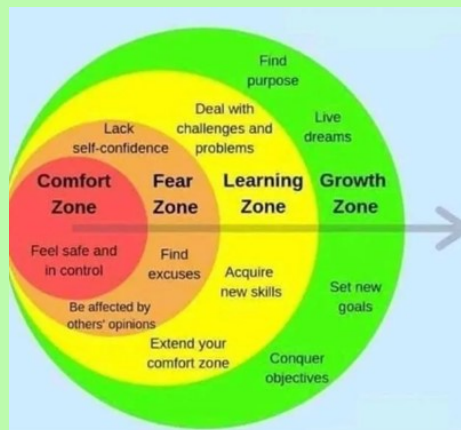 Find
purpose
Live
dreams
Deal with
challenges and
problems
Lack
self-confidence
Comfort
Zone
Fear
Zone
Learning
Zone
Growth
Zone
Feel safe and
in control
Find
excuses
Acquire
new skills
Set new
goals
Be affected by
others' opinions
Extend your
comfort zone
Conquer
objectives